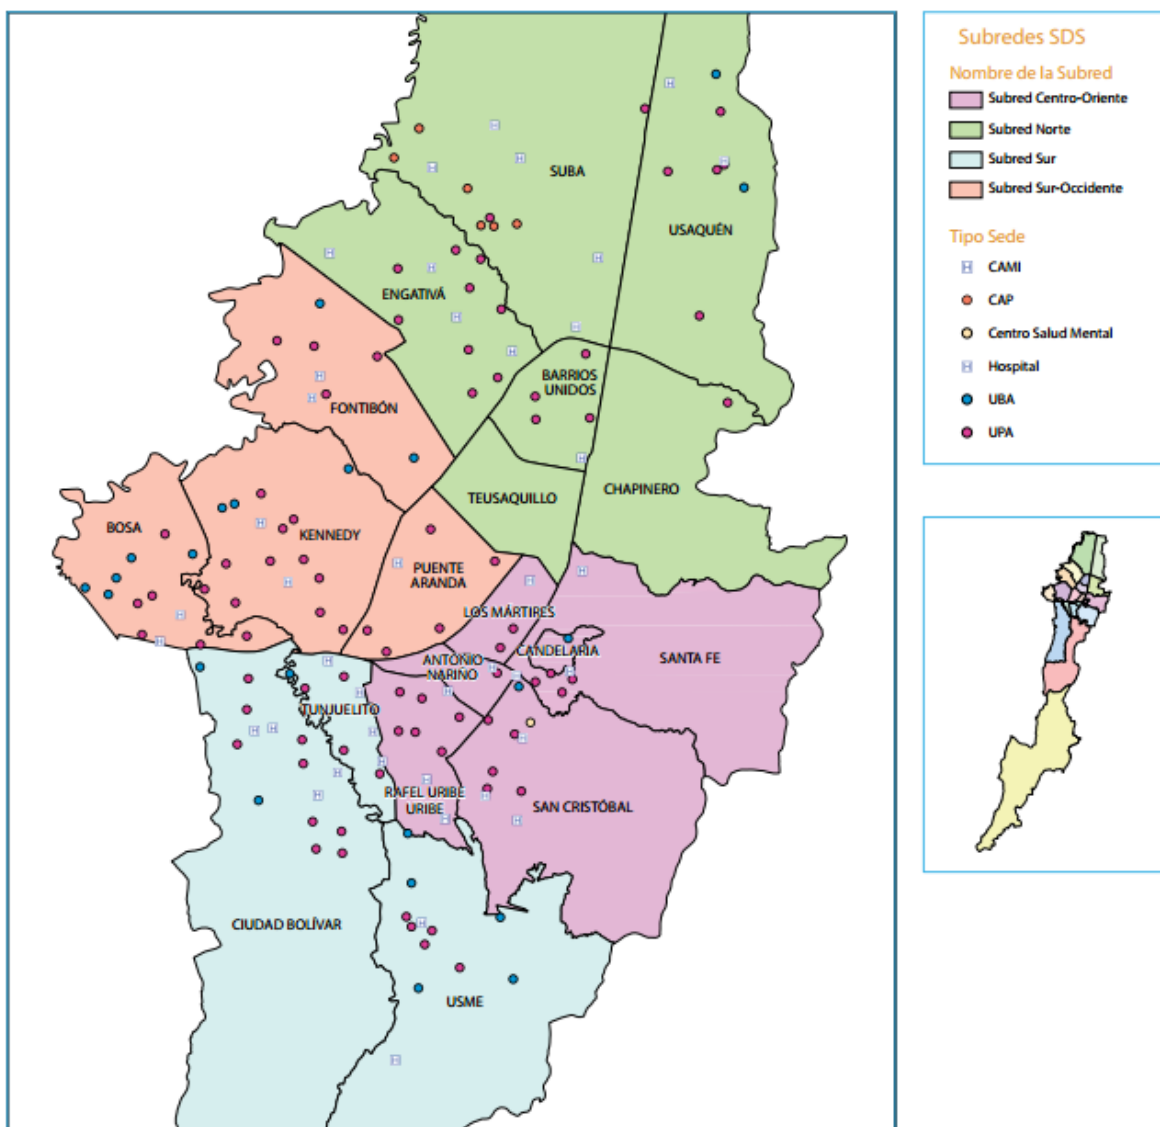 SUBA
USAQUÉN
ENGATIVÁ
BARRIOS
UNIDOS
FONTIBÓN
TEUSAQUILLO
CHAPINERO
BOSA
KENNEDY
PUENTE
ARANDA
LOS MÁRTIRES
CANDELARIA
SANTA FE
ANTONIO
NARIÑO
TUNJUELITO
RAFEL URIBE
URIBE
SAN CRISTÓBAL
CIUDAD BOLÍVAR
USME
Subredes SDS
Nombre de la Subred
Subred Centro-Oriente
Subred Norte
Subred Sur
Subred Sur-Occidente
Tipo Sede
H CAMI
CAP
Centro Salud Mental
H Hospital
UBA
UPA